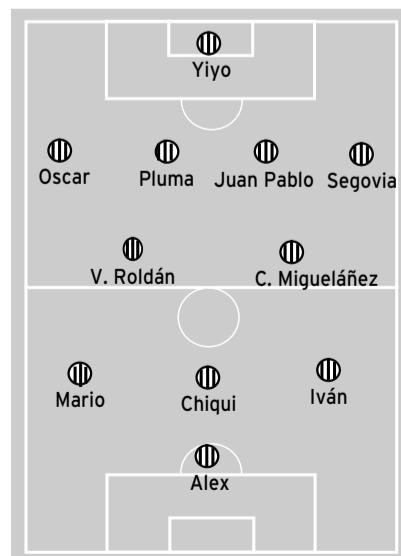 Yiyo
Oscar Pluma Juan Pablo Segovia
V. Roldán C. Migueláñez
Mario Chiqui Iván
Alex